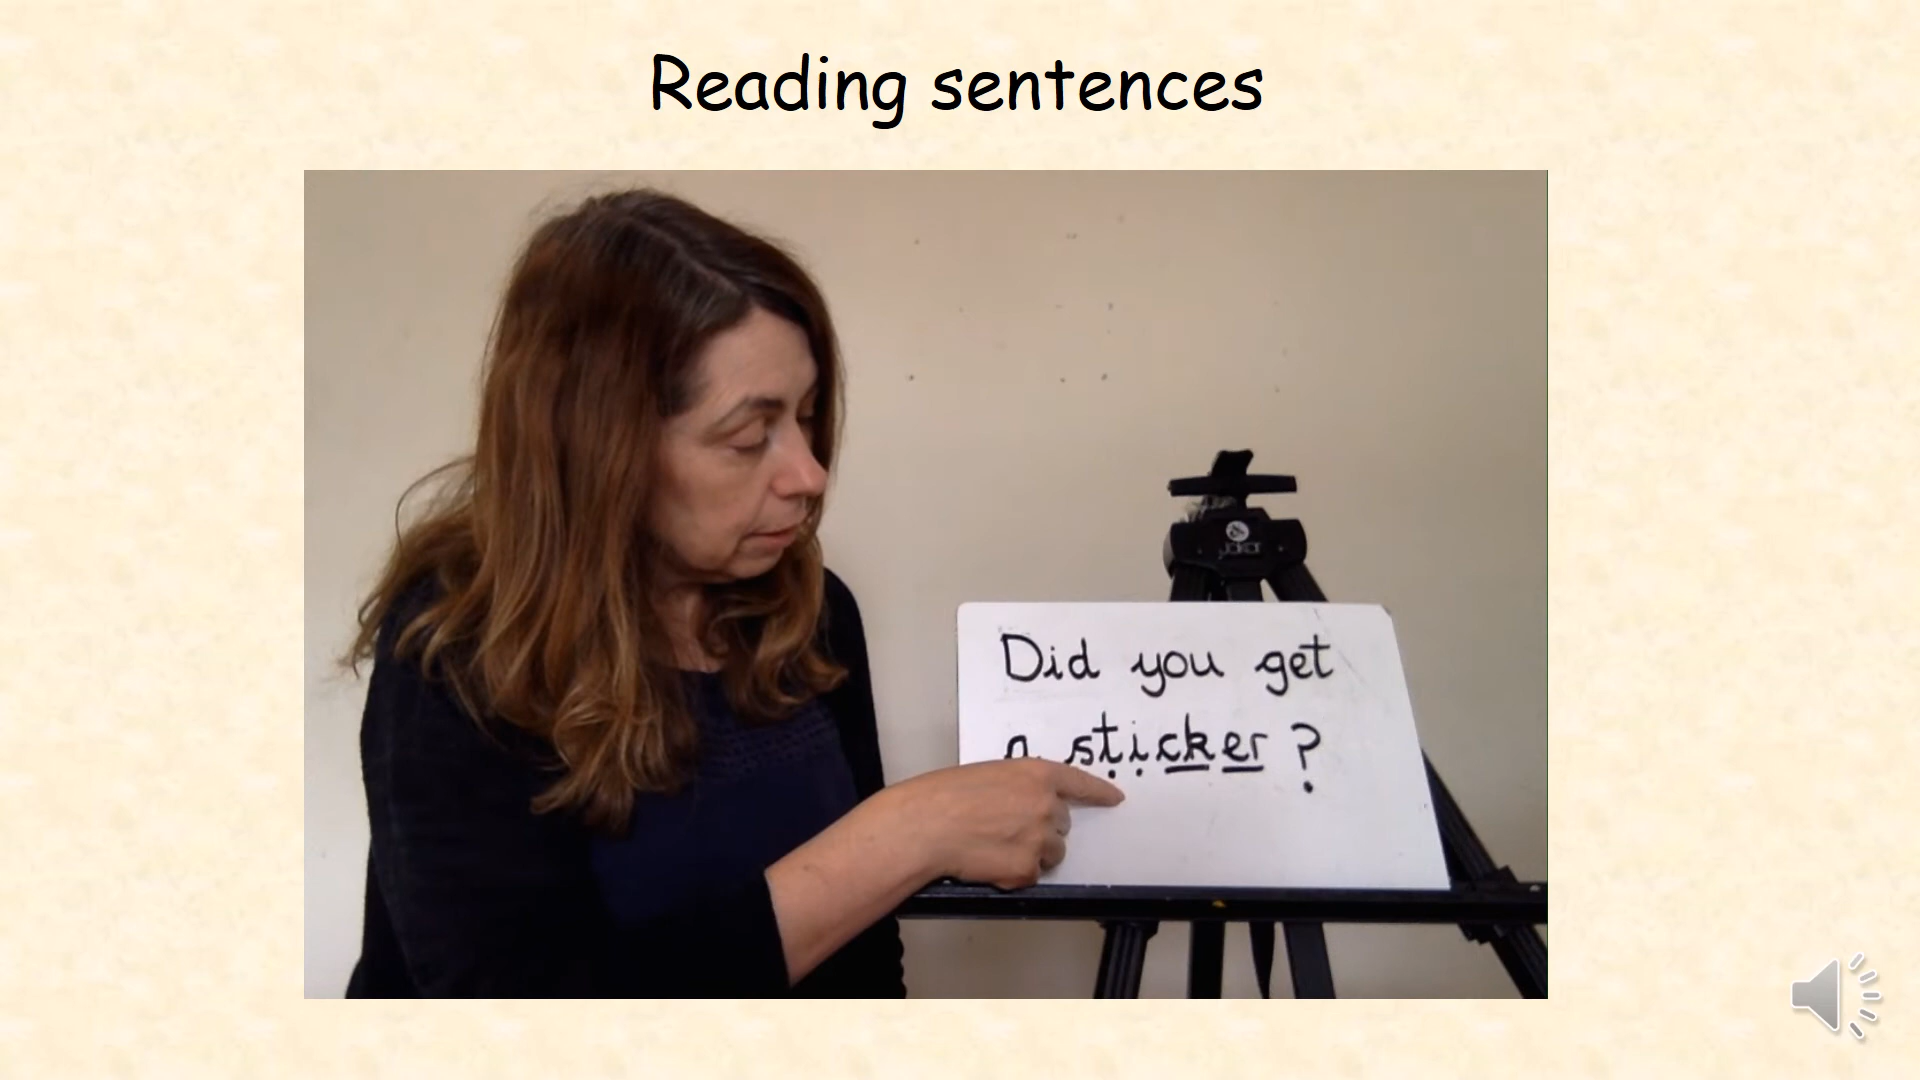 Reading sentences
Did you get
a sticker ?